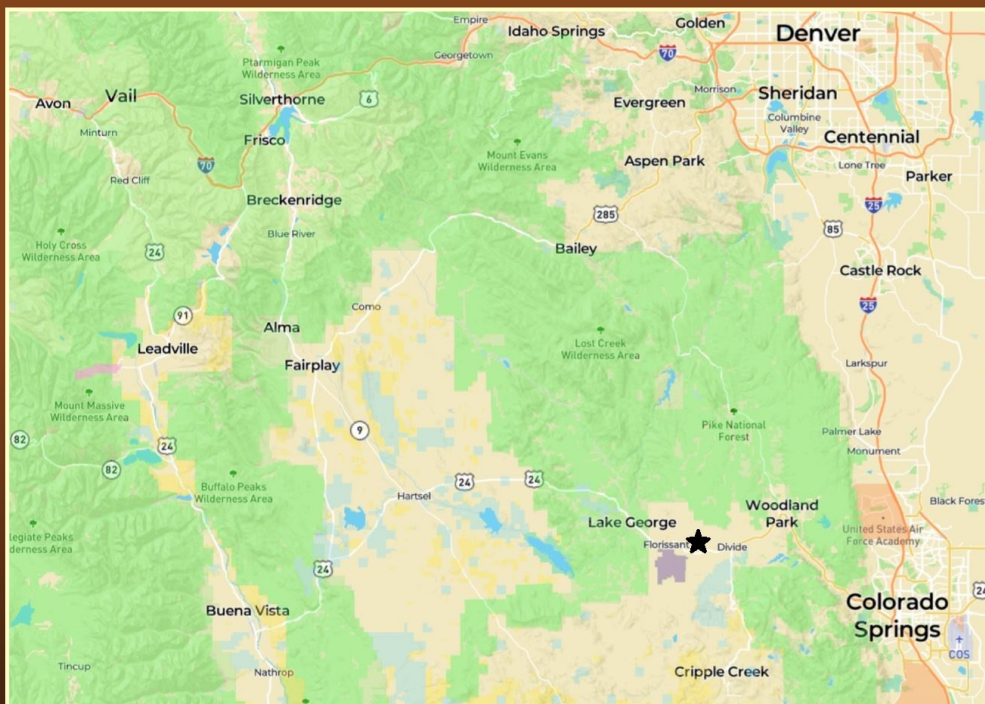 Empire
Idaho Springs
Golden
Denver
Ptarmigan Peak
Wilderness Area
Georgetown
70
Avon
Vail
Silverthorne
6
Morrison
Sheridan
Evergreen
Minturn
Frisco
Columbine
Valley
Centennial
70
Mount Evans
Wilderness Area
Aspen Park
Lone Tree
Parker
Red Cliff
Breckenridge
285
25
85
Blue River
Holy Cross
Wilderness Area
24
Bailey
Castle Rock
Como
25
91
Alma
Leadville
Lost Creek
Wilderness Area
Fairplay
Larkspur
Mount Massive
Wilderness Area
Pike National
Forest
Palmer Lake
82
9
24
Monument
82
Buffalo Peaks
Wilderness Area
24
24
Hartsel
Woodland
Park
Black Fores
Lake George
United States Air
Force Academy
legiate Peaks
derness Area
Florissant
Divide
24
24
Buena Vista
Colorado
Springs
COS
Tincup
Nathrop
Cripple Creek